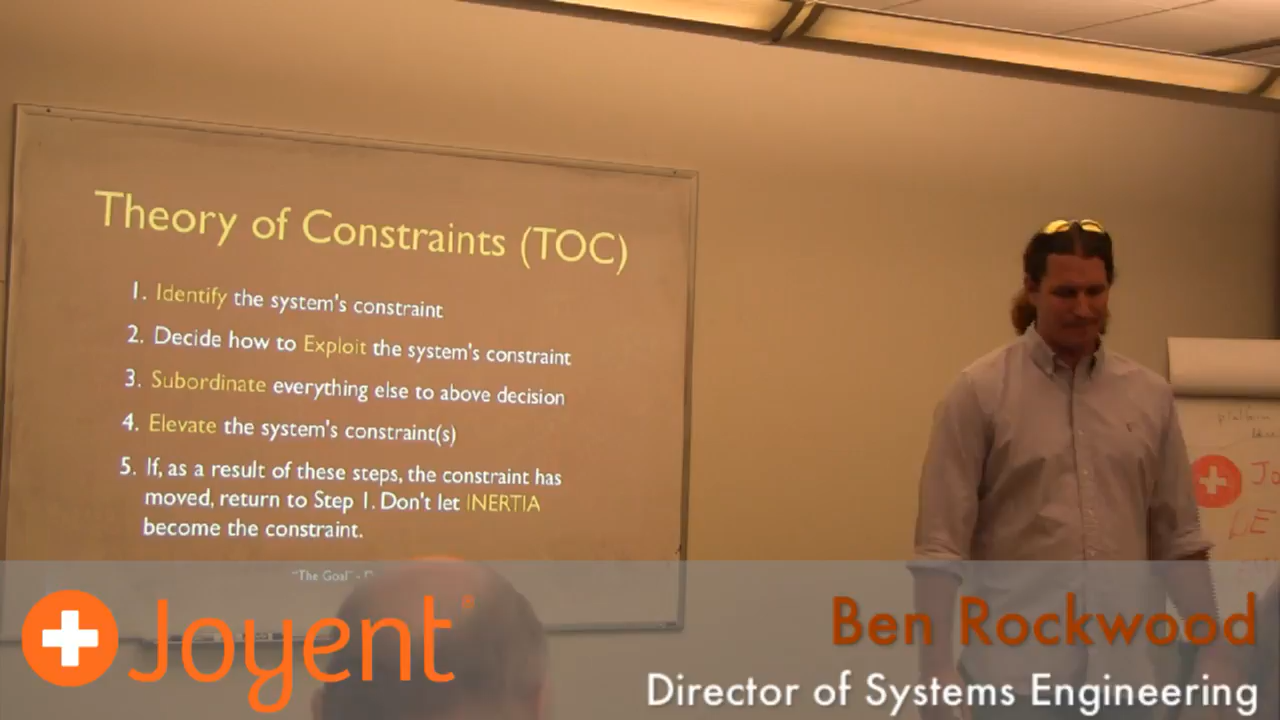 Theory of Constraints (TOC)
1. Identify the system's constraint
2. Decide how to Exploit the system's constraint
3. Subordinate everything else to above decision
4. Elevate the system's constraint(s)
5. If, as a result of these steps, the constraint has
moved, return to Step 1. Don't let INERTIA
become the constraint.
"The Goal" -
platform
Jo
Joyent®
Ben Rockwood
Director of Systems Engineering